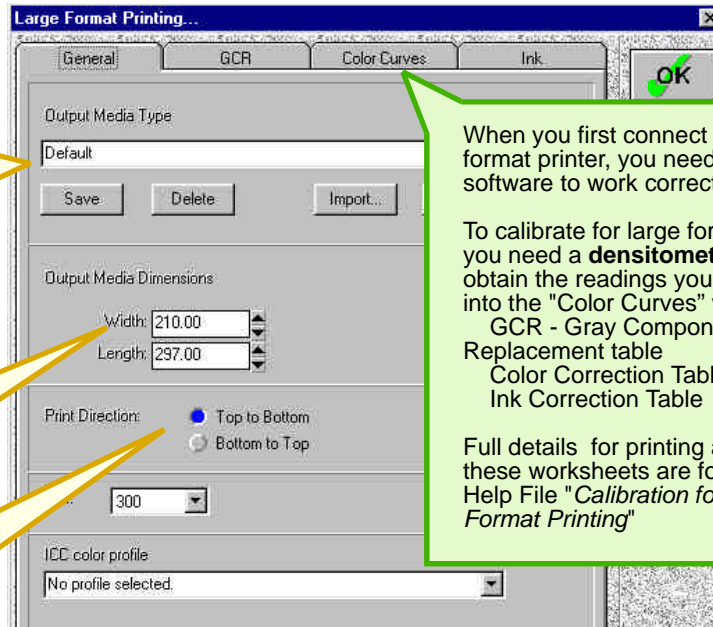 Large Format Printing...
General
GCR
Color Curves
Ink
OK
Output Media Type
Default
Save
Delete
Import...
Output Media Dimensions
Width: 210.00
Length: 297.00
Print Direction:
Top to Bottom
Bottom to Top
300
ICC color profile
No profile selected.
When you first connect
format printer, you need
software to work correct
To calibrate for large for
you need a densitomet
obtain the readings you
into the "Color Curves"
GCR - Gray Compon
Replacement table
Color Correction Tabl
Ink Correction Table
Full details for printing
these worksheets are fo
Help File "Calibration fo
Format Printing"